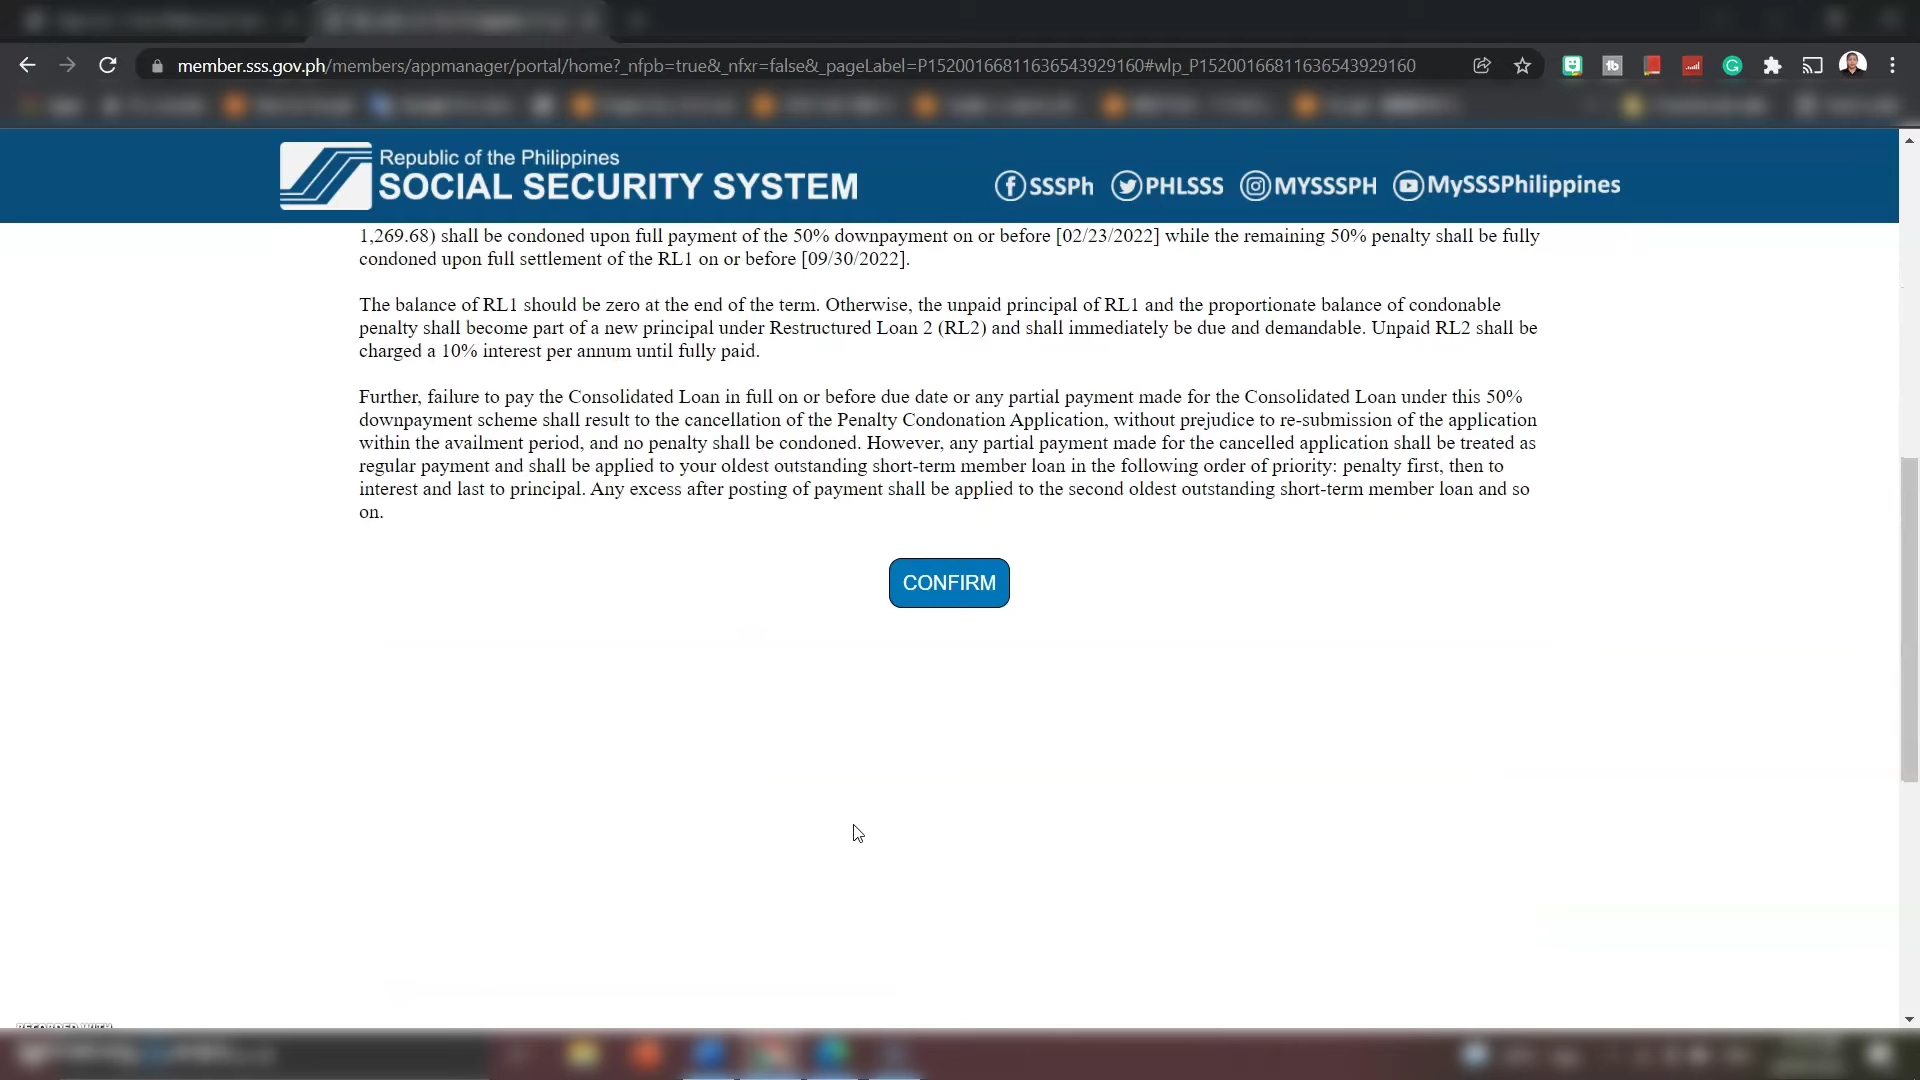 member.sss.gov.ph/members/appmanager/portal/home?_nfpb=true&_nfxr=false&_pageLabel=P15200166811636543929160#wlp_P15200166811636543929160
Republic of the Philippines
SOCIAL SECURITY SYSTEM
SSSPh PHLSSS MYSSSPH MySSSPhilippines
1,269.68) shall be condoned upon full payment of the 50% downpayment on or before [02/23/2022] while the remaining 50% penalty shall be fully
condoned upon full settlement of the RL1 on or before [09/30/2022].
The balance of RL1 should be zero at the end of the term. Otherwise, the unpaid principal of RL1 and the proportionate balance of condonable
penalty shall become part of a new principal under Restructured Loan 2 (RL2) and shall immediately be due and demandable. Unpaid RL2 shall be
charged a 10% interest per annum until fully paid.
Further, failure to pay the Consolidated Loan in full on or before due date or any partial payment made for the Consolidated Loan under this 50%
downpayment scheme shall result to the cancellation of the Penalty Condonation Application, without prejudice to re-submission of the application
within the availment period, and no penalty shall be condoned. However, any partial payment made for the cancelled application shall be treated as
regular payment and shall be applied to your oldest outstanding short-term member loan in the following order of priority: penalty first, then to
interest and last to principal. Any excess after posting of payment shall be applied to the second oldest outstanding short-term member loan and so
on.
CONFIRM
RECORDED WITH